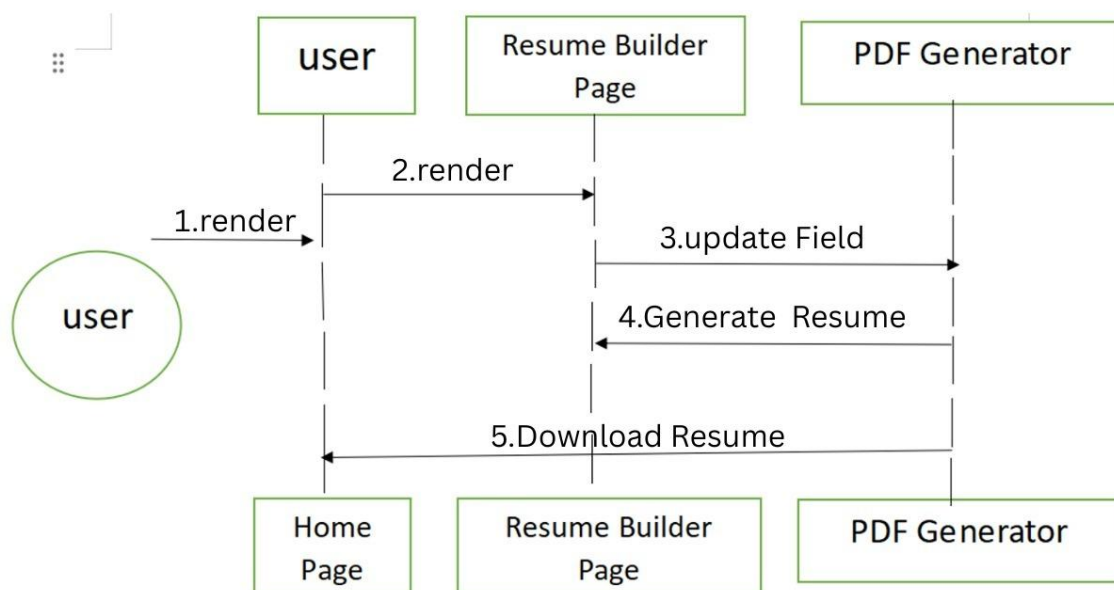 user
Resume Builder
Page
PDF Generator
2.render
1.render
3.update Field
user
4.Generate Resume
5.Download Resume
Home
Page
Resume Builder
Page
PDF Generator